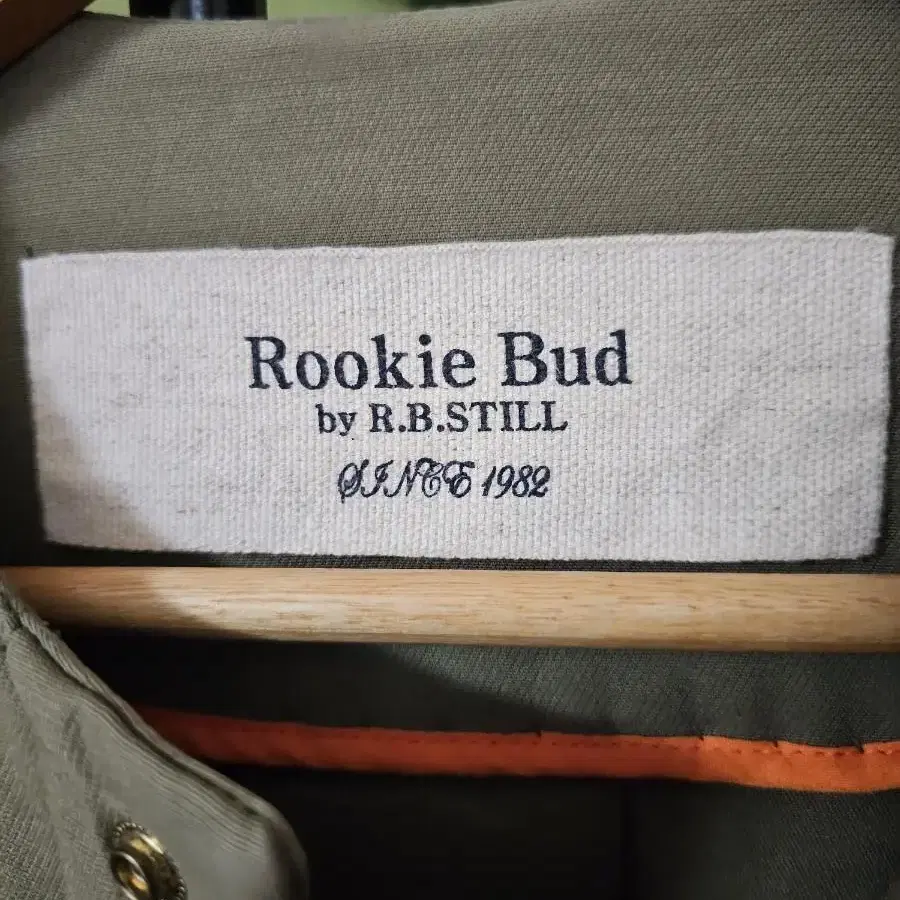 Rookie Bud
by R.B.STILL
SINCE 1982